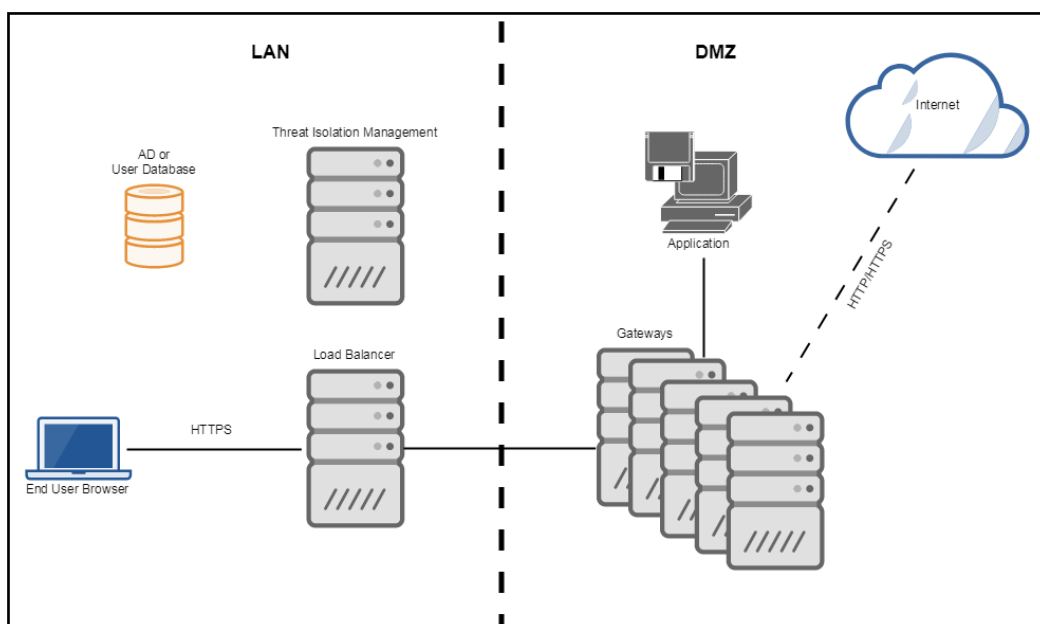 LAN
DMZ
Internet
Threat Isolation Management
AD or
User Database
Application
HTTP/HTTPS
Gateways
Load Balancer
HTTPS
End User Browser